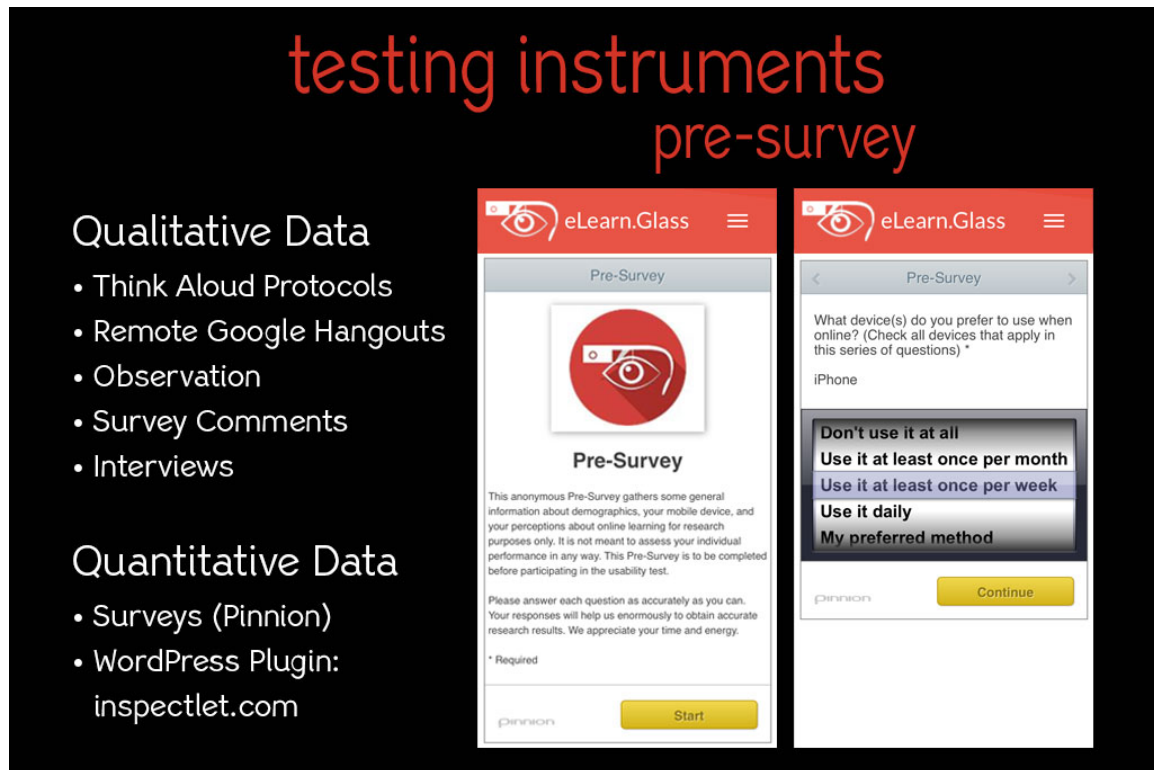 testing instruments
pre-survey
Qualitative Data
• Think Aloud Protocols
• Remote Google Hangouts
• Observation
• Survey Comments
• Interviews
Quantitative Data
• Surveys (Pinnion)
• WordPress Plugin:
inspectlet.com
eLearn.Glass
Pre-Survey
Pre-Survey
This anonymous Pre-Survey gathers some general
information about demographics, your mobile device, and
your perceptions about online learning for research
purposes only. It is not meant to assess your individual
performance in any way. This Pre-Survey is to be completed
before participating in the usability test.
Please answer each question as accurately as you can.
Your responses will help us enormously to obtain accurate
research results. We appreciate your time and energy.
* Required
pinnion
Start
eLearn.Glass
Pre-Survey
What device(s) do you prefer to use when
online? (Check all devices that apply in
this series of questions) *
iPhone
Don't use it at all
Use it at least once per month
Use it at least once per week
Use it daily
My preferred method
pinnion
Continue